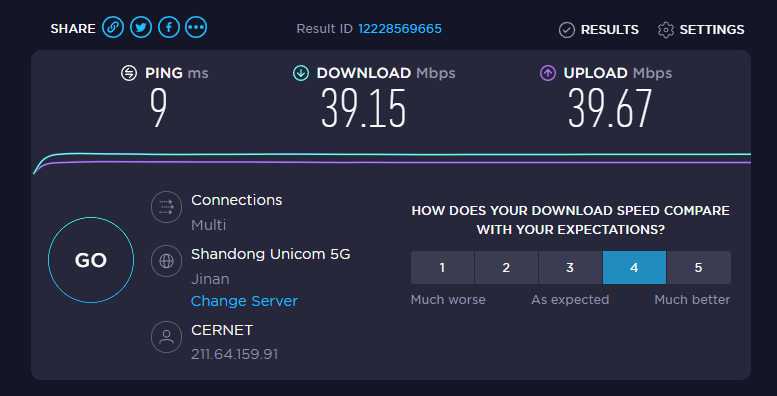 SHARE
Result ID 12228569665
RESULTS
SETTINGS
PING ms
9
DOWNLOAD Mbps
39.15
UPLOAD Mbps
39.67
GO
Connections
Multi
Shandong Unicom 5G
Jinan
Change Server
CERNET
211.64.159.91
HOW DOES YOUR DOWNLOAD SPEED COMPARE
WITH YOUR EXPECTATIONS?
1 2 3 4 5
Much worse As expected Much better